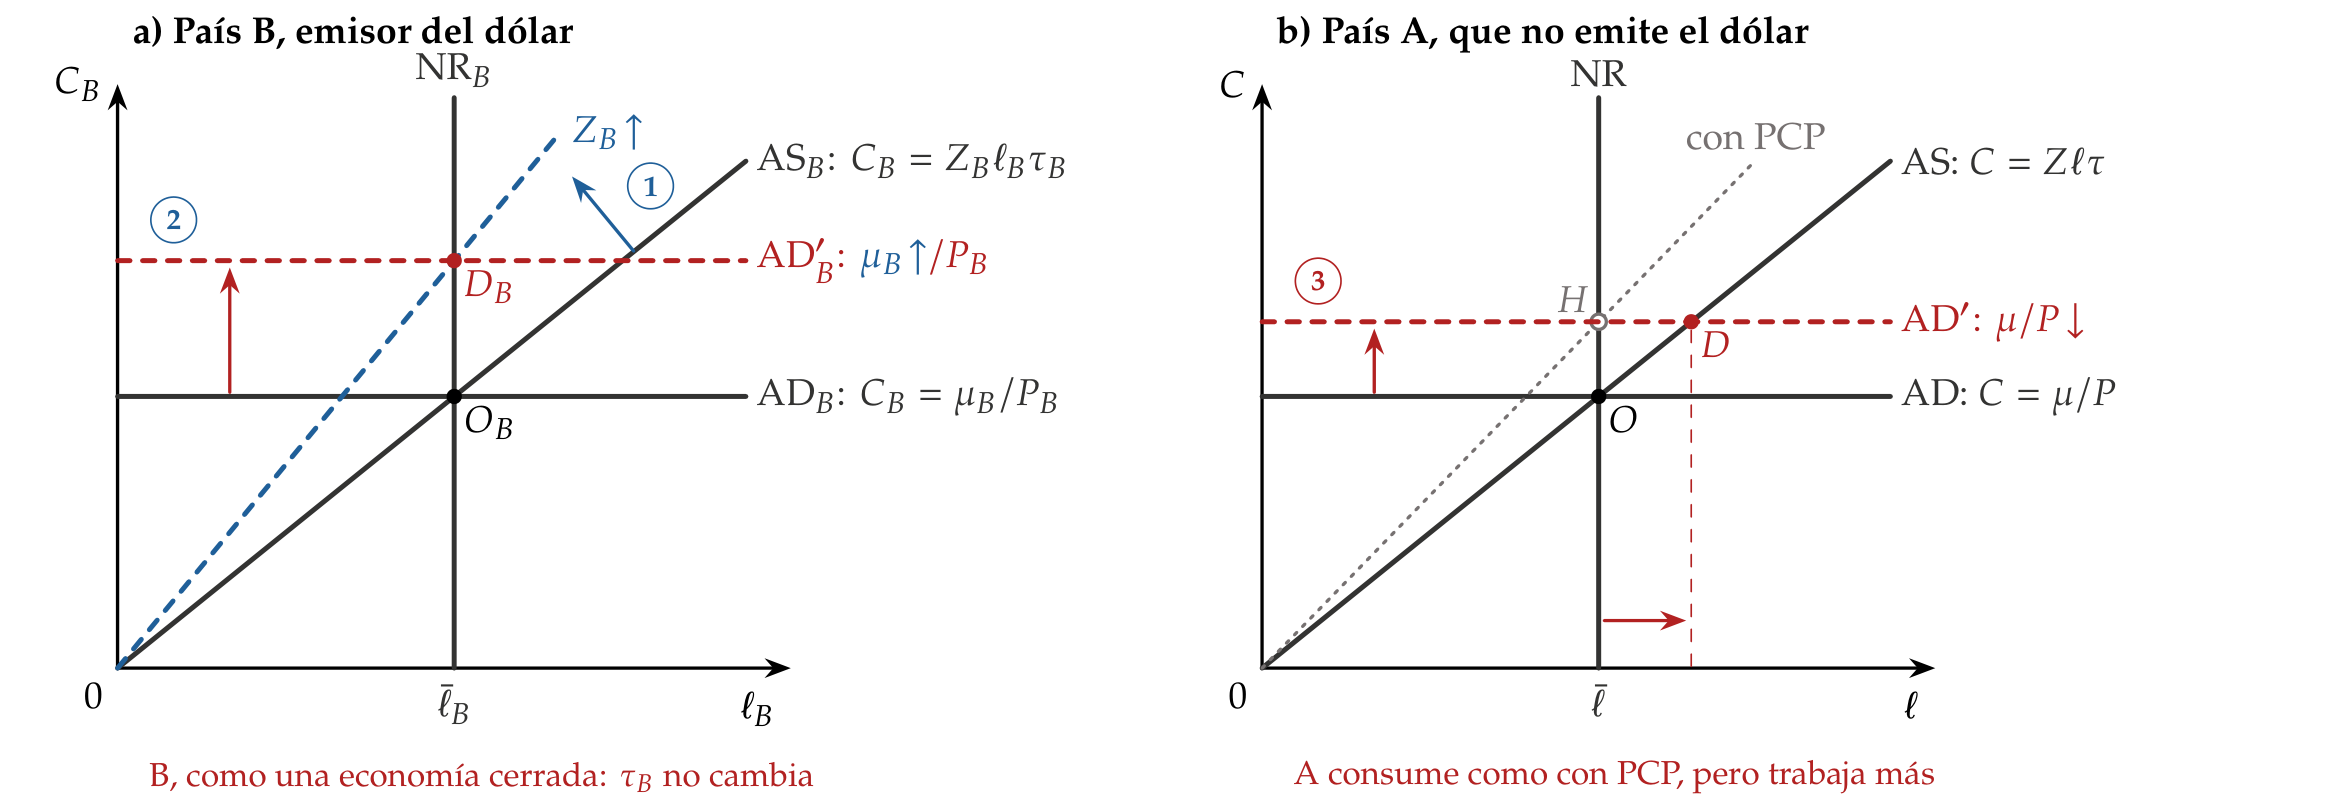 a) País B, emisor del dólar
C_B
NR_B
Z_B ↑
1
AS_B: C_B = Z_B ℓ_B τ_B
2
AD′_B: μ_B ↑/P_B
D_B
AD_B: C_B = μ_B/P_B
O_B
0
ℓ̄_B
ℓ_B
B, como una economía cerrada: τ_B no cambia
b) País A, que no emite el dólar
C
NR
con PCP
AS: C = Zℓτ
3
H
AD′: μ/P ↓
D
AD: C = μ/P
O
0
ℓ̄
ℓ
A consume como con PCP, pero trabaja más